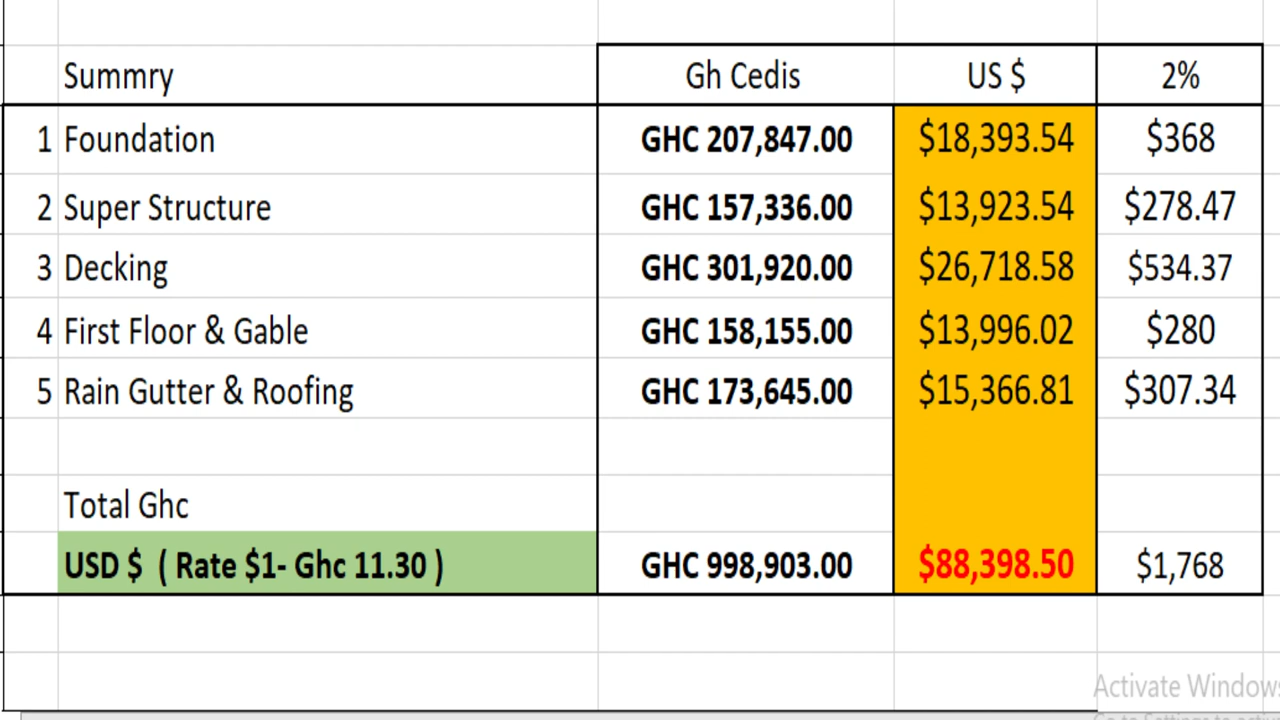 Summry Gh Cedis US $ 2%
1 Foundation GHC 207,847.00 $18,393.54 $368
2 Super Structure GHC 157,336.00 $13,923.54 $278.47
3 Decking GHC 301,920.00 $26,718.58 $534.37
4 First Floor & Gable GHC 158,155.00 $13,996.02 $280
5 Rain Gutter & Roofing GHC 173,645.00 $15,366.81 $307.34
Total Ghc
USD $ ( Rate $1- Ghc 11.30 ) GHC 998,903.00 $88,398.50 $1,768
Activate Windows